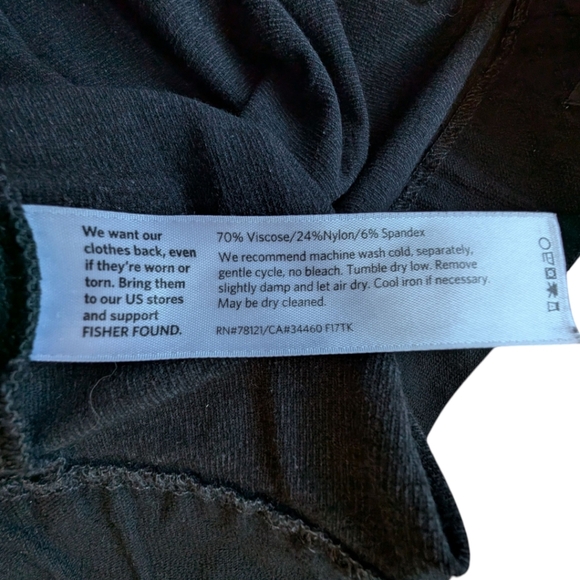 We want our
clothes back, even
if they're worn or
torn. Bring them
to our US stores
and support
FISHER FOUND.
70% Viscose/24%Nylon/6% Spandex
We recommend machine wash cold, separately,
gentle cycle, no bleach. Tumble dry low. Remove
slightly damp and let air dry. Cool iron if necessary.
May be dry cleaned.
RN#78121/CA#34460 F17TK